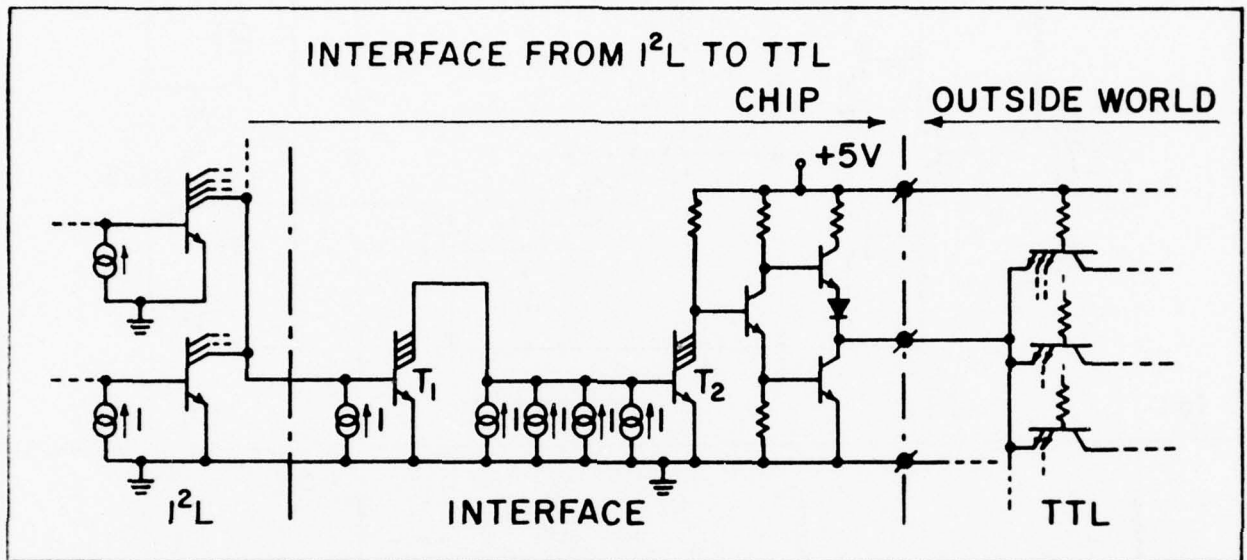 INTERFACE FROM I²L TO TTL
CHIP
OUTSIDE WORLD
+5V
T₁
T₂
I
I
I
I
I
I
I²L
INTERFACE
TTL